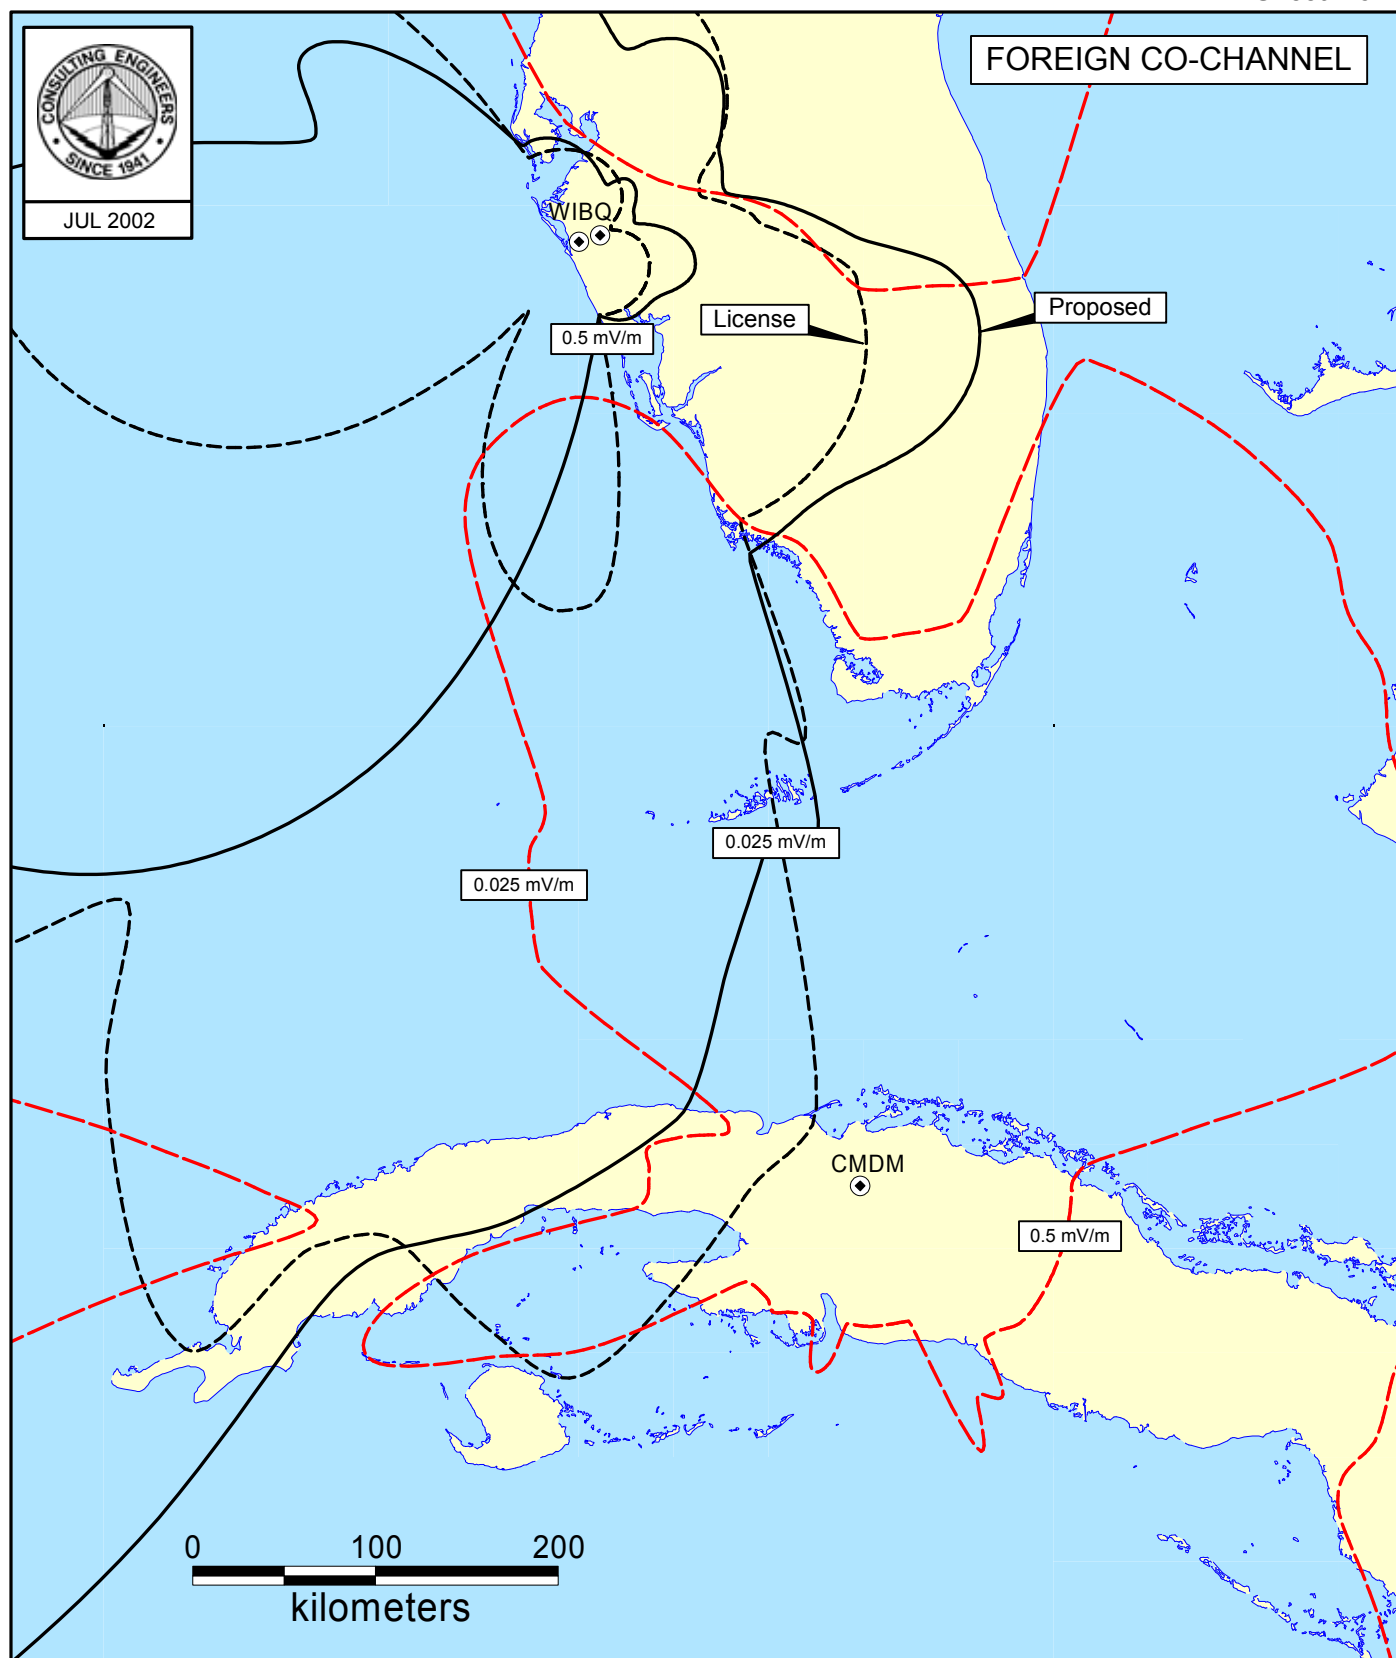 FOREIGN CO-CHANNEL
CONSULTING ENGINEERS
• SINCE 1941 •
JUL 2002
WIBQ
License
Proposed
0.5 mV/m
0.025 mV/m
0.025 mV/m
CMDM
0.5 mV/m
0 100 200
kilometers